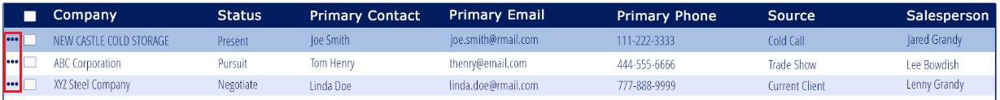 Company Status Primary Contact Primary Email Primary Phone Source Salesperson
NEW CASTLE COLD STORAGE Present Joe Smith joe.smith@rmail.com 111-222-3333 Cold Call Jared Grandy
ABC Corporation Pursuit Tom Henry thenry@email.com 444-555-6666 Trade Show Lee Bowdish
XYZ Steel Company Negotiate Linda Doe linda.doe@rmail.com 777-888-9999 Current Client Lenny Grandy